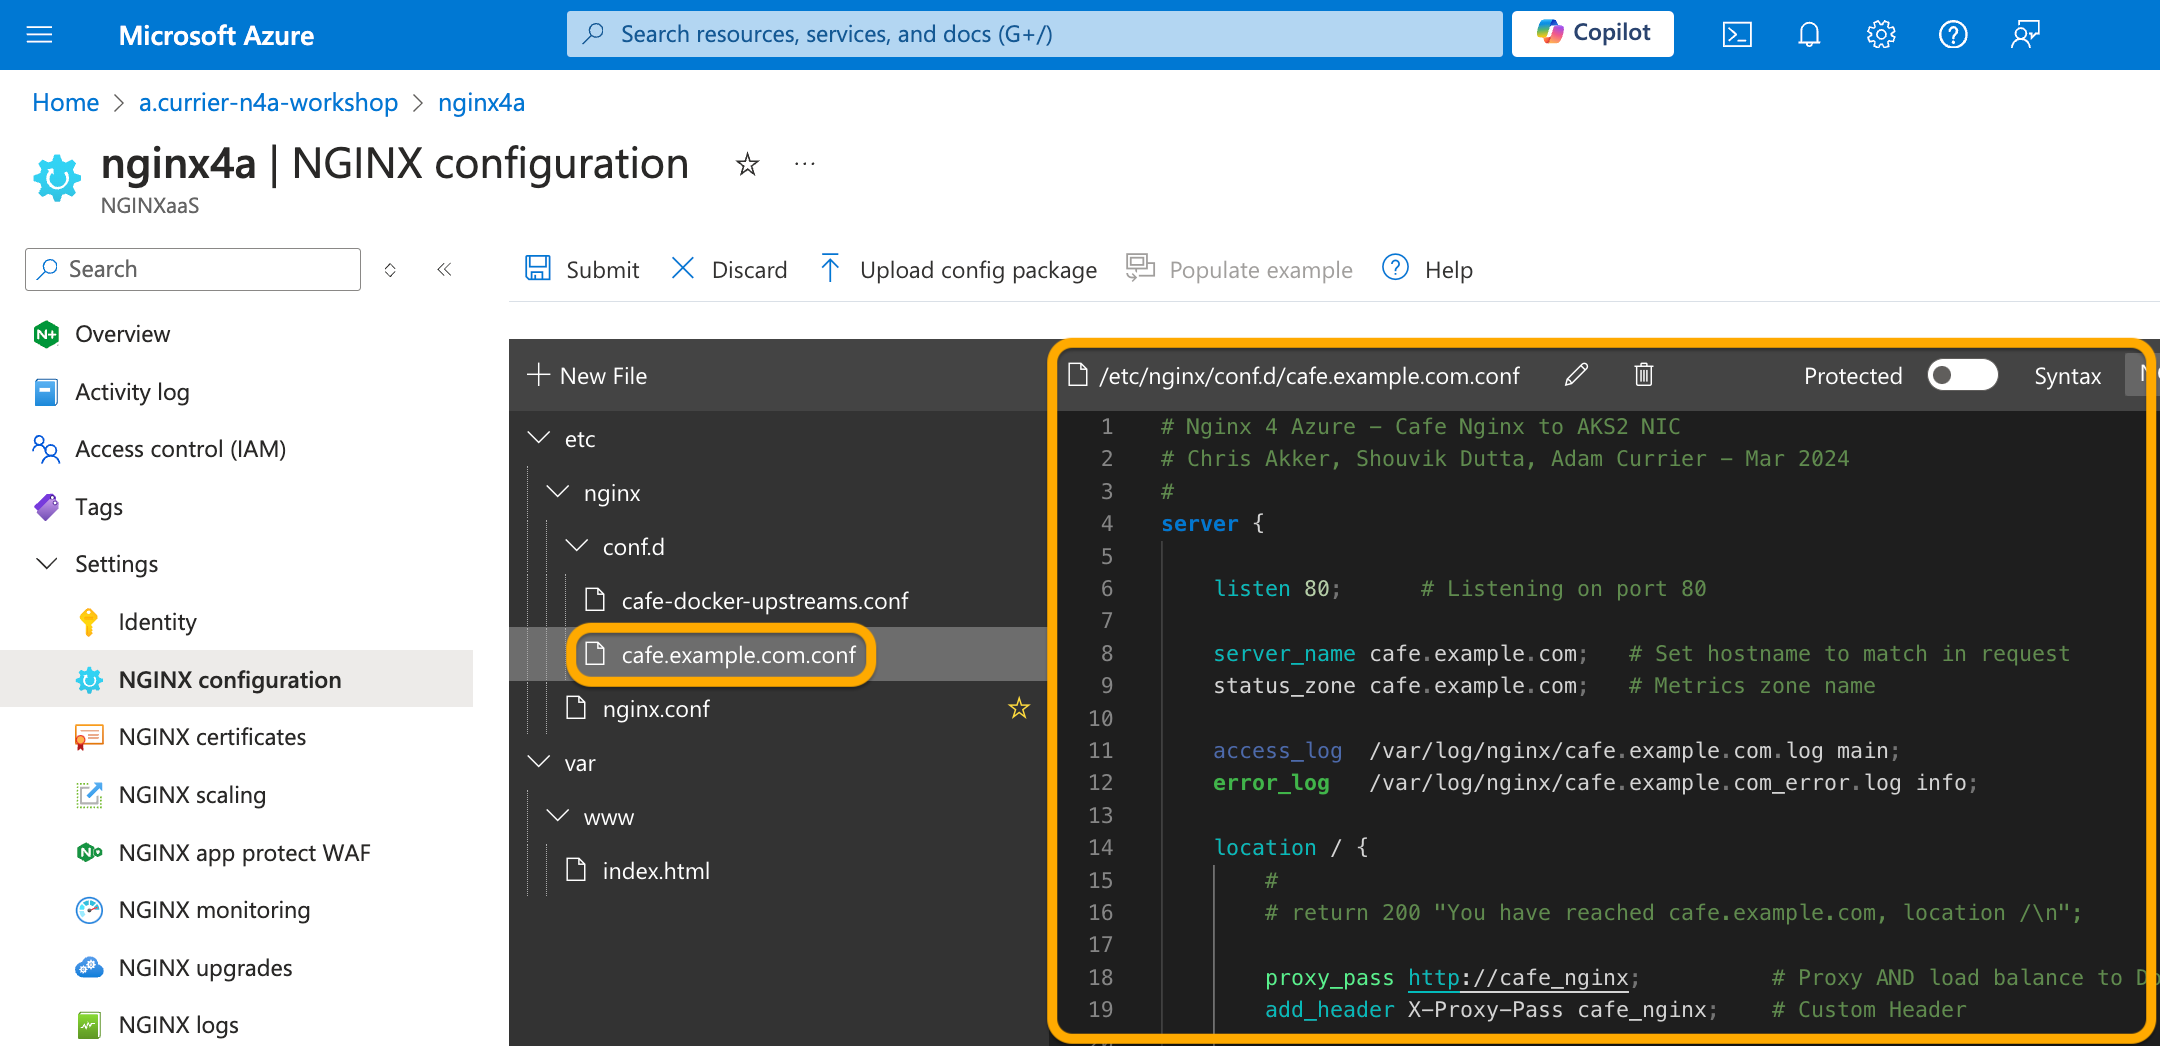 Microsoft Azure
Search resources, services, and docs (G+/)
Copilot
Home > a.currier-n4a-workshop > nginx4a
nginx4a | NGINX configuration
NGINXaaS
Search
Submit
Discard
Upload config package
Populate example
Help
Overview
Activity log
Access control (IAM)
Tags
Settings
Identity
NGINX configuration
NGINX certificates
NGINX scaling
NGINX app protect WAF
NGINX monitoring
NGINX upgrades
NGINX logs
New File
etc
nginx
conf.d
cafe-docker-upstreams.conf
cafe.example.com.conf
nginx.conf
var
www
index.html
/etc/nginx/conf.d/cafe.example.com.conf
Protected
Syntax
1 # Nginx 4 Azure - Cafe Nginx to AKS2 NIC
2 # Chris Akker, Shouvik Dutta, Adam Currier - Mar 2024
3 #
4 server {
5
6 listen 80; # Listening on port 80
7
8 server_name cafe.example.com; # Set hostname to match in request
9 status_zone cafe.example.com; # Metrics zone name
10
11 access_log /var/log/nginx/cafe.example.com.log main;
12 error_log /var/log/nginx/cafe.example.com_error.log info;
13
14 location / {
15 #
16 # return 200 "You have reached cafe.example.com, location /\n";
17
18 proxy_pass http://cafe_nginx; # Proxy AND load balance to
19 add_header X-Proxy-Pass cafe_nginx; # Custom Header